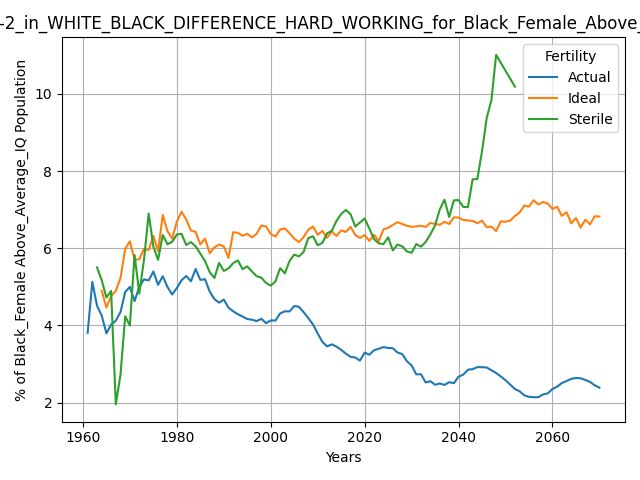 -2_in_WHITE_BLACK_DIFFERENCE_HARD_WORKING_for_Black_Female_Above_
% of Black_Female Above_Average_IQ Population
10
8
6
4
2
1960 1980 2000 2020 2040 2060
Years
Fertility
Actual
Ideal
Sterile